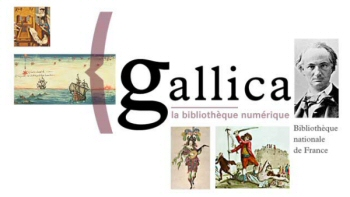 gallica
la bibliothèque numérique
Bibliothèque
nationale
de France